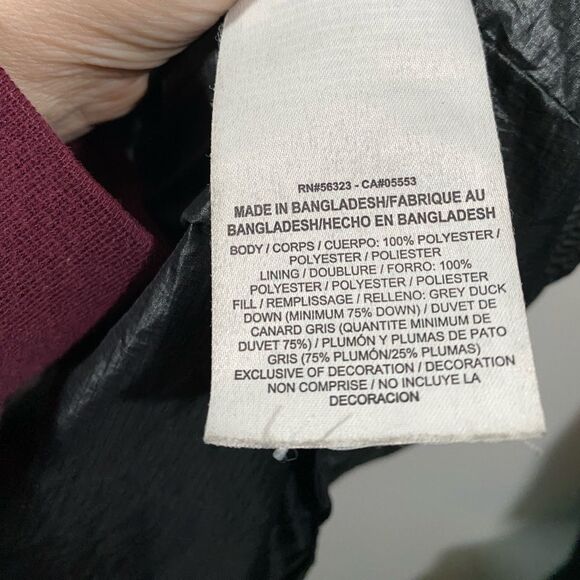 RN#56323 - CA#05553
MADE IN BANGLADESH/FABRIQUE AU
BANGLADESH/HECHO EN BANGLADESH
BODY / CORPS / CUERPO: 100% POLYESTER /
POLYESTER / POLIESTER
LINING / DOUBLURE / FORRO: 100%
POLYESTER / POLYESTER / POLIESTER
FILL / REMPLISSAGE / RELLENO: GREY DUCK
DOWN (MINIMUM 75% DOWN) / DUVET DE
CANARD GRIS (QUANTITE MINIMUM DE
DUVET 75%) / PLUMÓN Y PLUMAS DE PATO
GRIS (75% PLUMÓN/25% PLUMAS)
EXCLUSIVE OF DECORATION / DECORATION
NON COMPRISE / NO INCLUYE LA
DECORACION